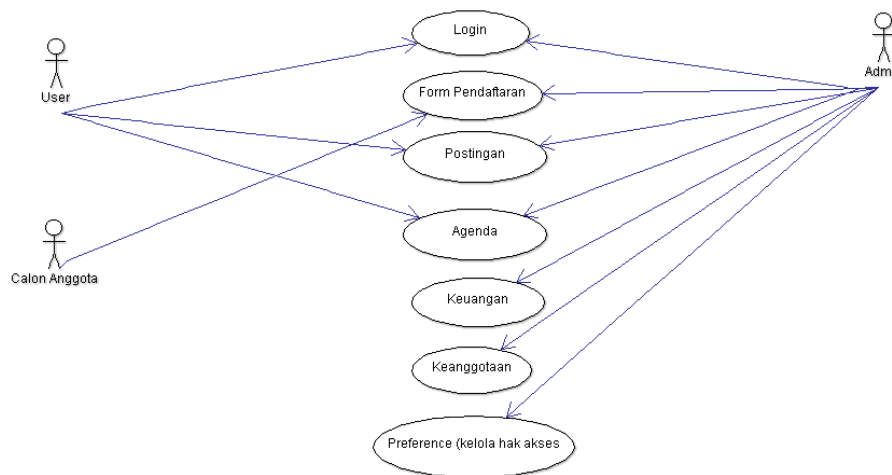 Login
User
Adm
Form Pendaftaran
Postingan
Agenda
Calon Anggota
Keuangan
Keanggotaan
Preference (kelola hak akses